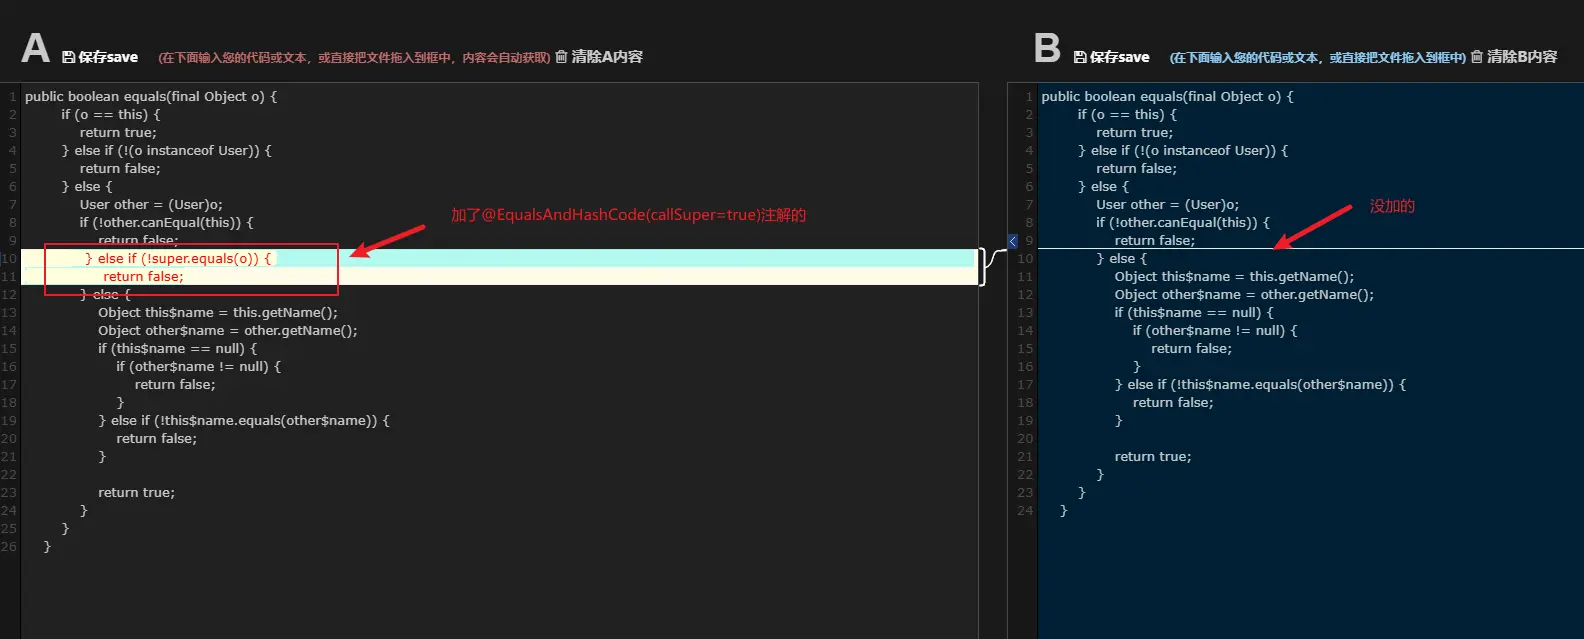 A 保存save (在下面输入您的代码或文本，或直接把文件拖入到框中，内容会自动获取) 清除A内容
1 public boolean equals(final Object o) {
2 if (o == this) {
3 return true;
4 } else if (!(o instanceof User)) {
5 return false;
6 } else {
7 User other = (User)o;
8 if (!other.canEqual(this)) {
9 return false;
10 } else if (!super.equals(o)) {
11 return false;
12 } else {
13 Object this$name = this.getName();
14 Object other$name = other.getName();
15 if (this$name == null) {
16 if (other$name != null) {
17 return false;
18 }
19 } else if (!this$name.equals(other$name)) {
20 return false;
21 }
22
23 return true;
24 }
25 }
26 }
加了@EqualsAndHashCode(callSuper=true)注解的
B 保存save (在下面输入您的代码或文本，或直接把文件拖入到框中) 清除B内容
1 public boolean equals(final Object o) {
2 if (o == this) {
3 return true;
4 } else if (!(o instanceof User)) {
5 return false;
6 } else {
7 User other = (User)o;
8 if (!other.canEqual(this)) {
9 return false;
10 } else {
11 Object this$name = this.getName();
12 Object other$name = other.getName();
13 if (this$name == null) {
14 if (other$name != null) {
15 return false;
16 }
17 } else if (!this$name.equals(other$name)) {
18 return false;
19 }
20
21 return true;
22 }
23 }
24 }
没加的